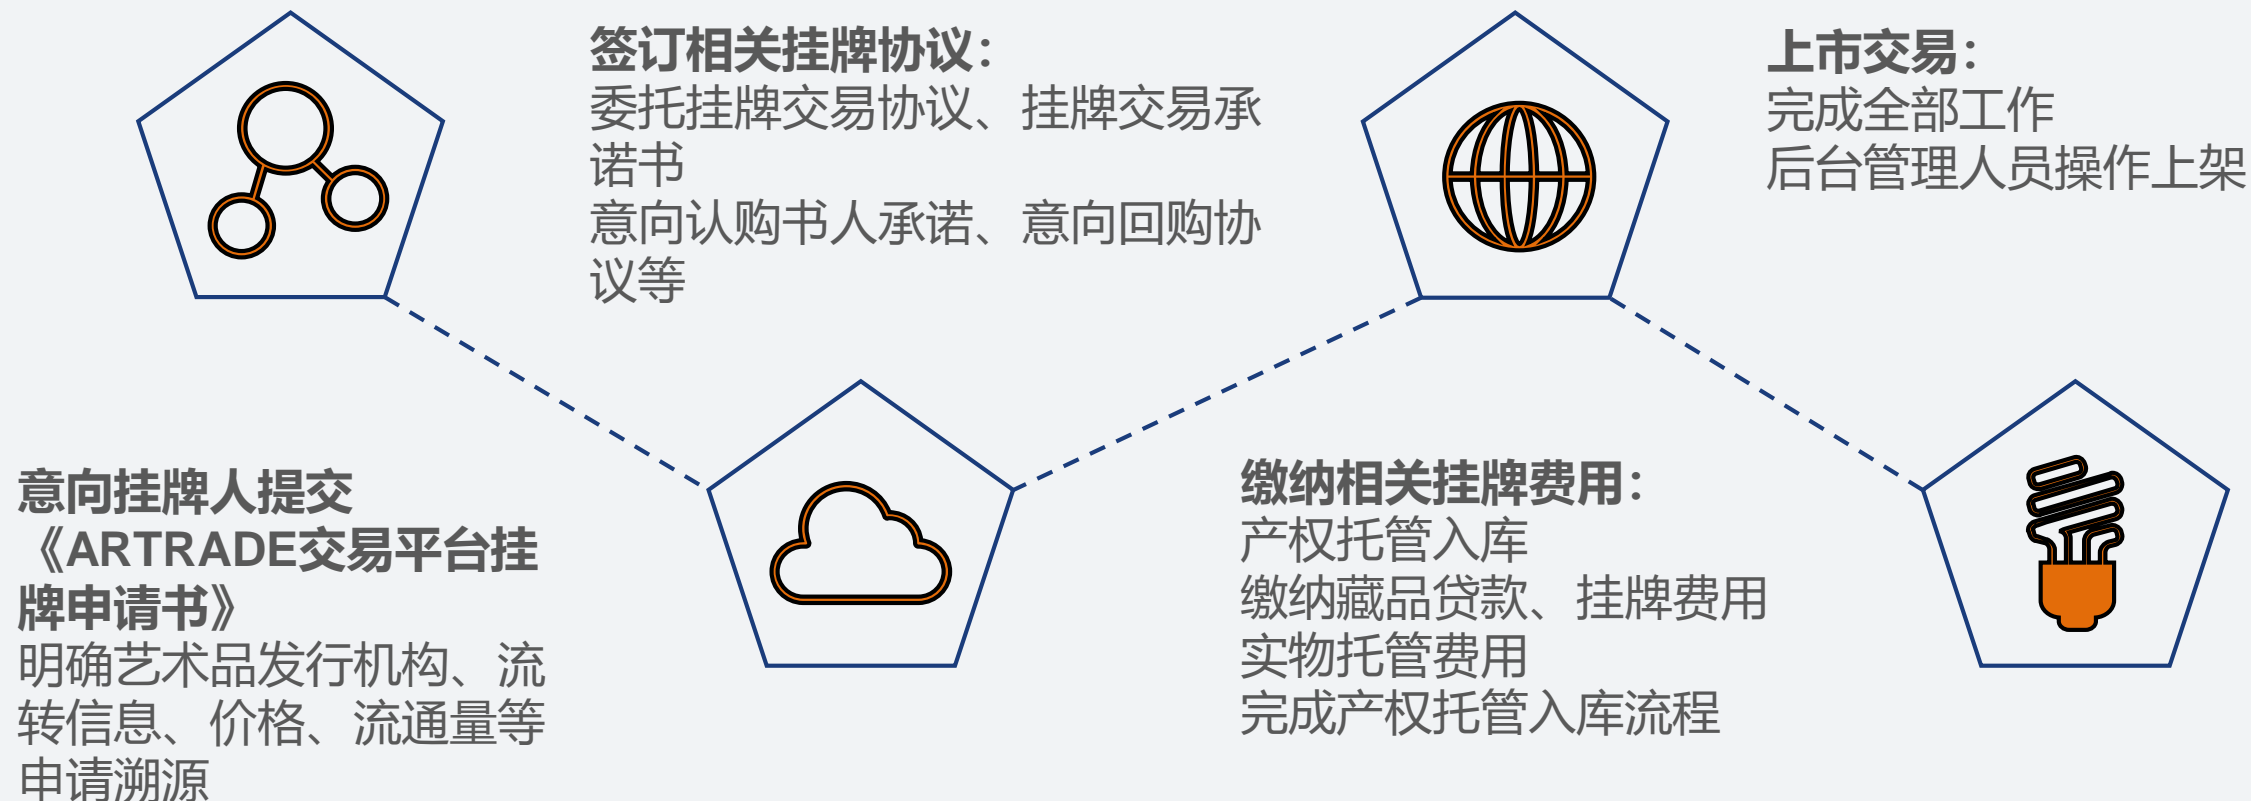 意向挂牌人提交
《ARTRADE交易平台挂
牌申请书》
明确艺术品发行机构、流
转信息、价格、流通量等
申请溯源
签订相关挂牌协议：
委托挂牌交易协议、挂牌交易承
诺书
意向认购书人承诺、意向回购协
议等
缴纳相关挂牌费用：
产权托管入库
缴纳藏品贷款、挂牌费用
实物托管费用
完成产权托管入库流程
上市交易：
完成全部工作
后台管理人员操作上架